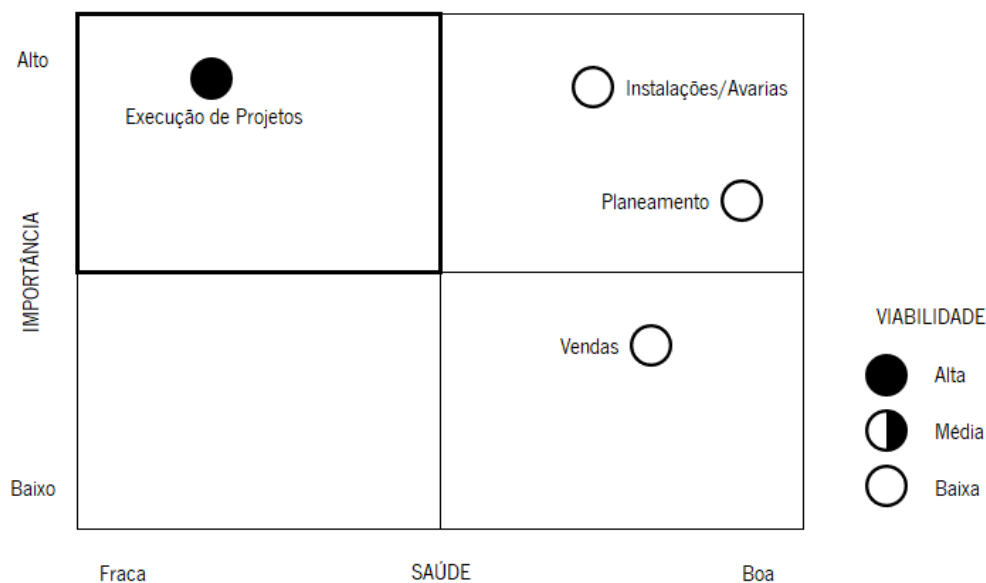 Alto
Instalações/Avarias
Execução de Projetos
Planeamento
IMPORTÂNCIA
VIABILIDADE
Vendas
Alta
Média
Baixo
Baixa
Fraca
SAÚDE
Boa